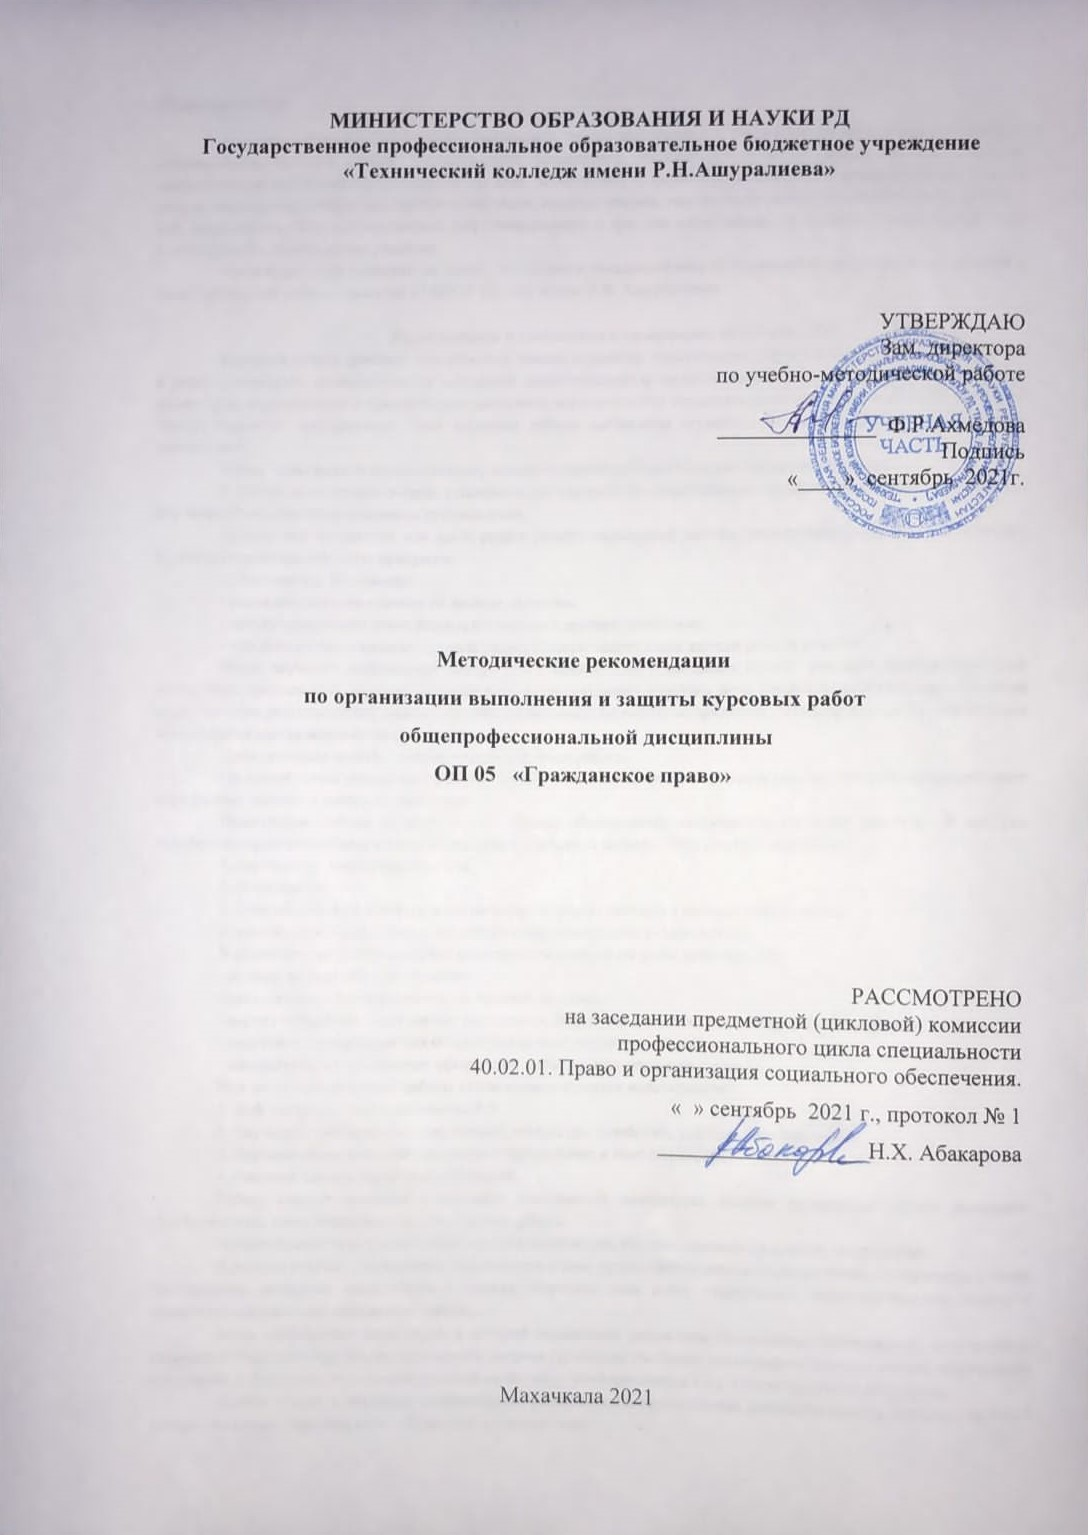 МИНИСТЕРСТВО ОБРАЗОВАНИЯ И НАУКИ РД
Государственное профессиональное образовательное бюджетное учреждение
«Технический колледж имени Р.Н.Ашуралиева»
УТВЕРЖДАЮ
Зам. директора
по учебно-методической работе
Ф.Р.Ахмедова
УЧЕБНАЯ
ЧАСТЬ
Подпись
«____» сентябрь 2021г.
Методические рекомендации
по организации выполнения и защиты курсовых работ
общепрофессиональной дисциплины
ОП 05 «Гражданское право»
РАССМОТРЕНО
на заседании предметной (цикловой) комиссии
профессионального цикла специальности
40.02.01. Право и организация социального обеспечения.
« » сентябрь 2021 г., протокол № 1
Н.Х. Абакарова
Махачкала 2021